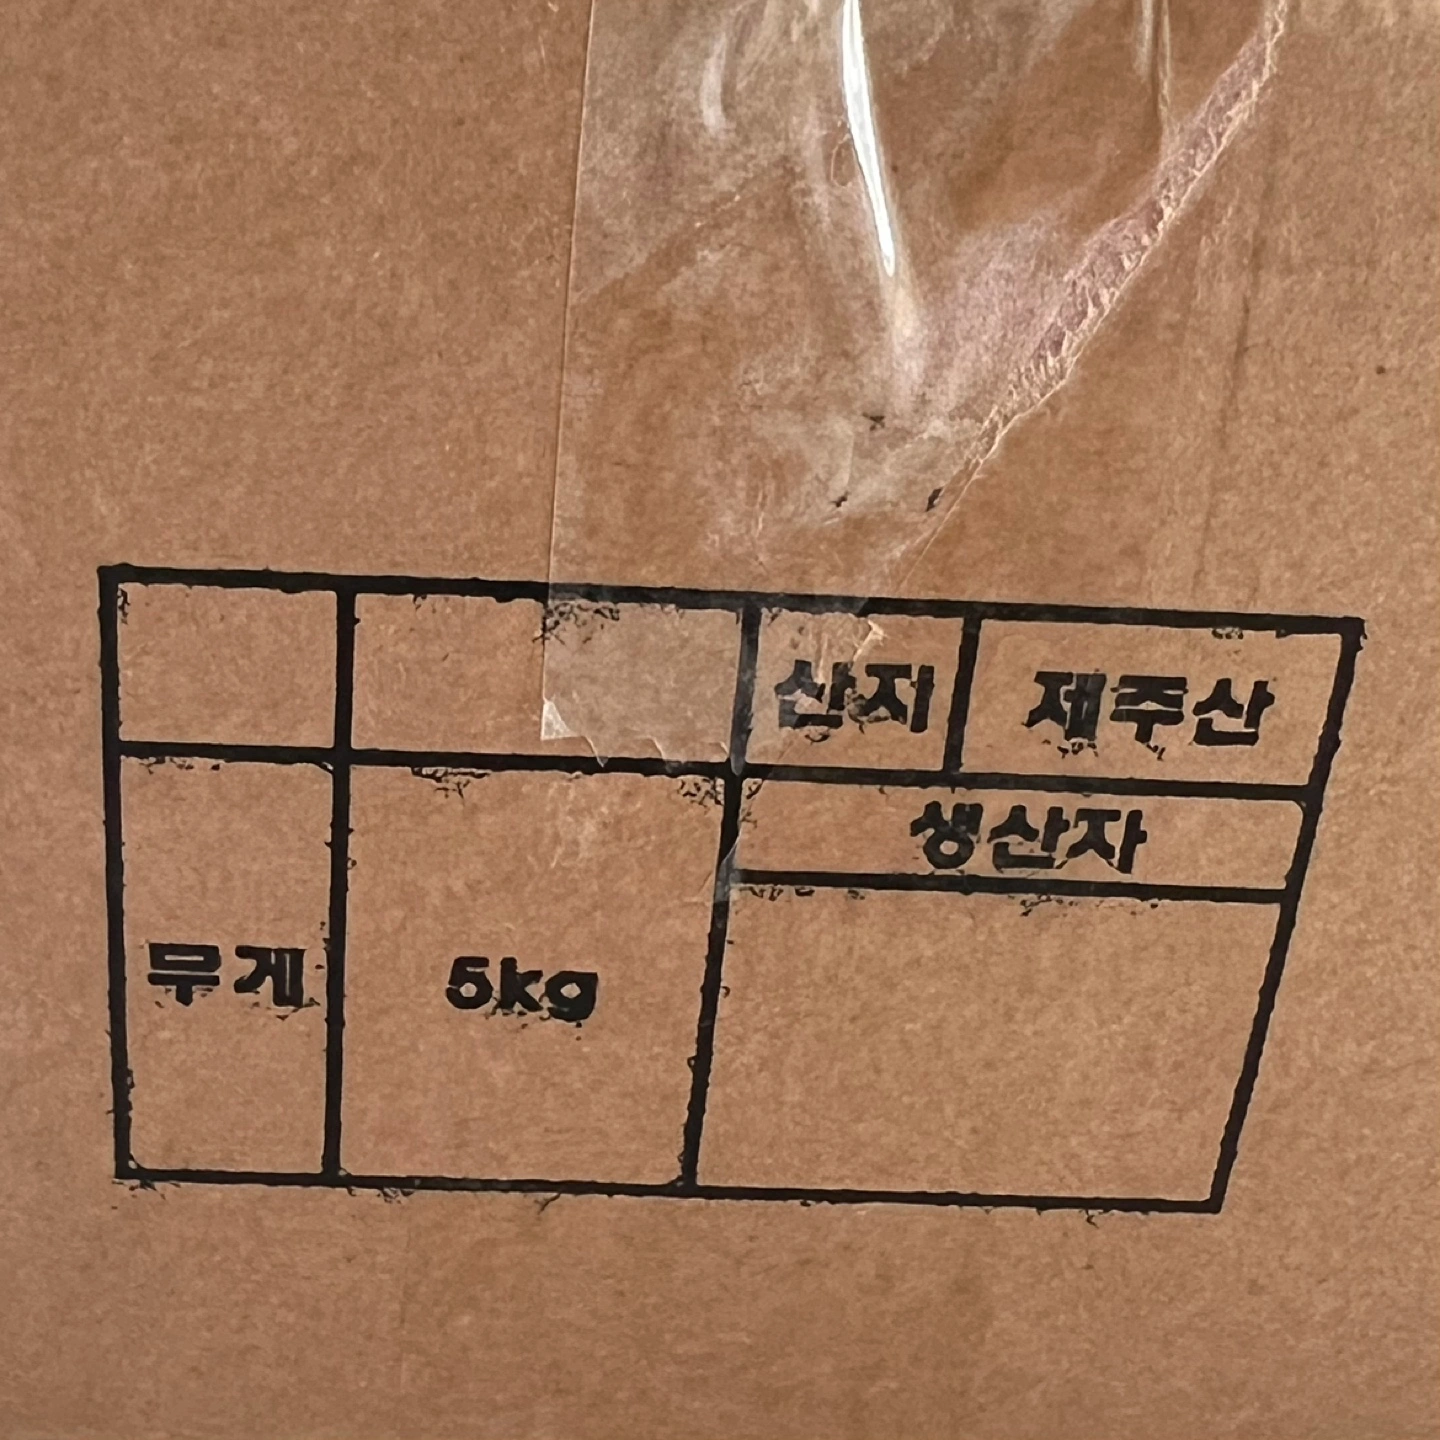 산지 제주산
생산자
무게 5kg